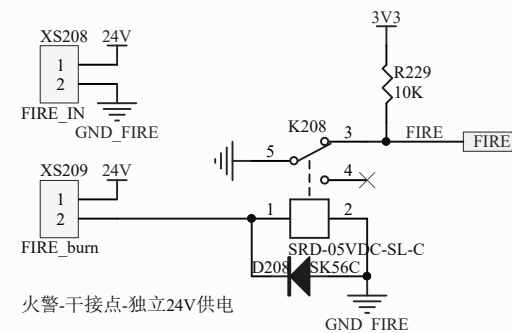 3V3
XS208
24V
1
2
FIRE_IN
GND_FIRE
R229
10K
K208
3
FIRE
FIRE
5
4
XS209
24V
1
2
FIRE_burn
1
2
SRD-05VDC-SL-C
D208
SK56C
火警-干接点-独立24V供电
GND_FIRE